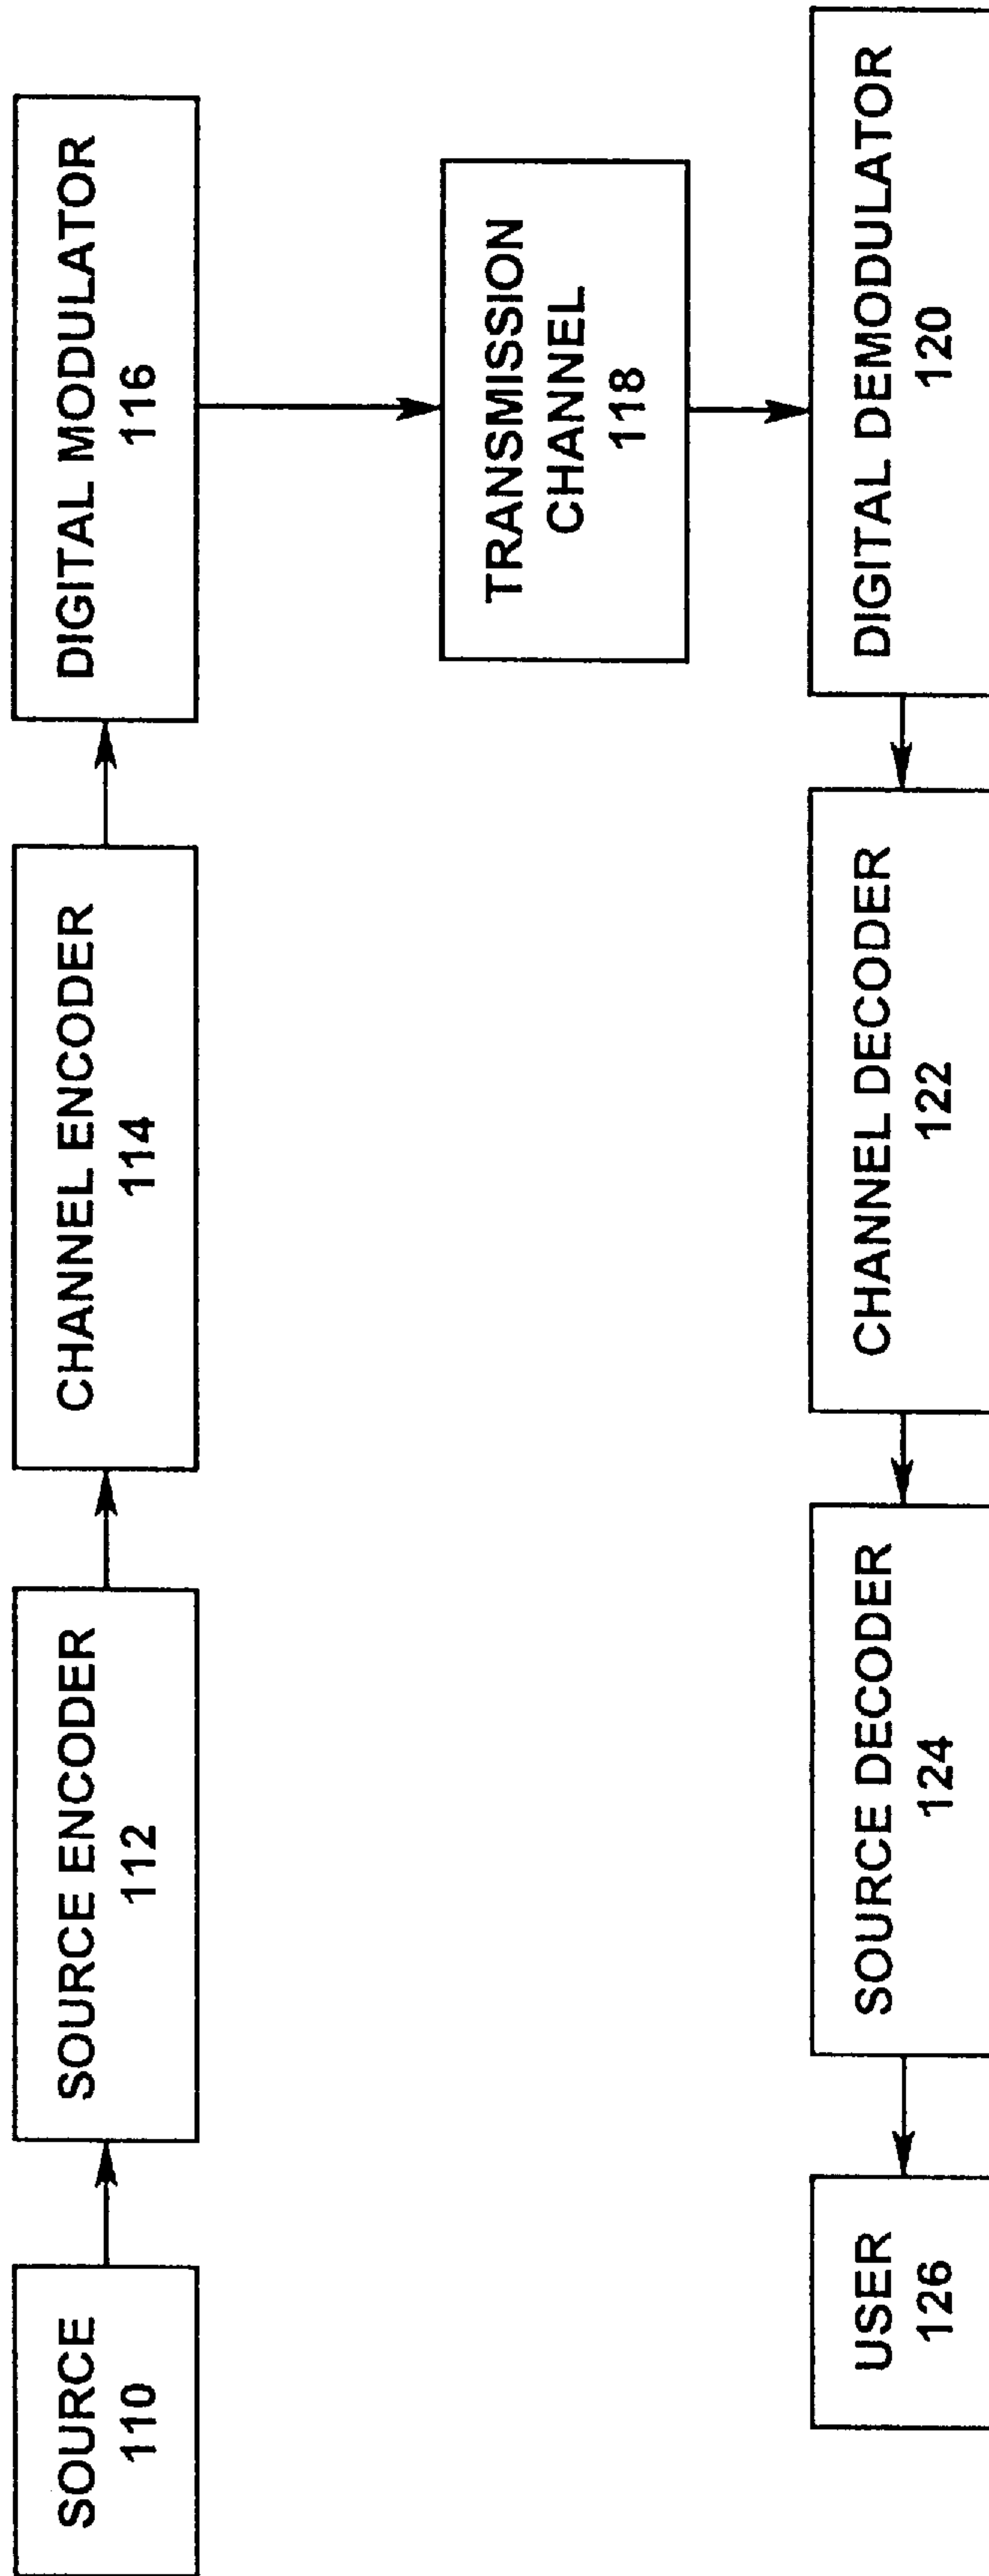 SOURCE
110
SOURCE ENCODER
112
CHANNEL ENCODER
114
DIGITAL MODULATOR
116
TRANSMISSION
CHANNEL
118
DIGITAL DEMODULATOR
120
CHANNEL DECODER
122
SOURCE DECODER
124
USER
126